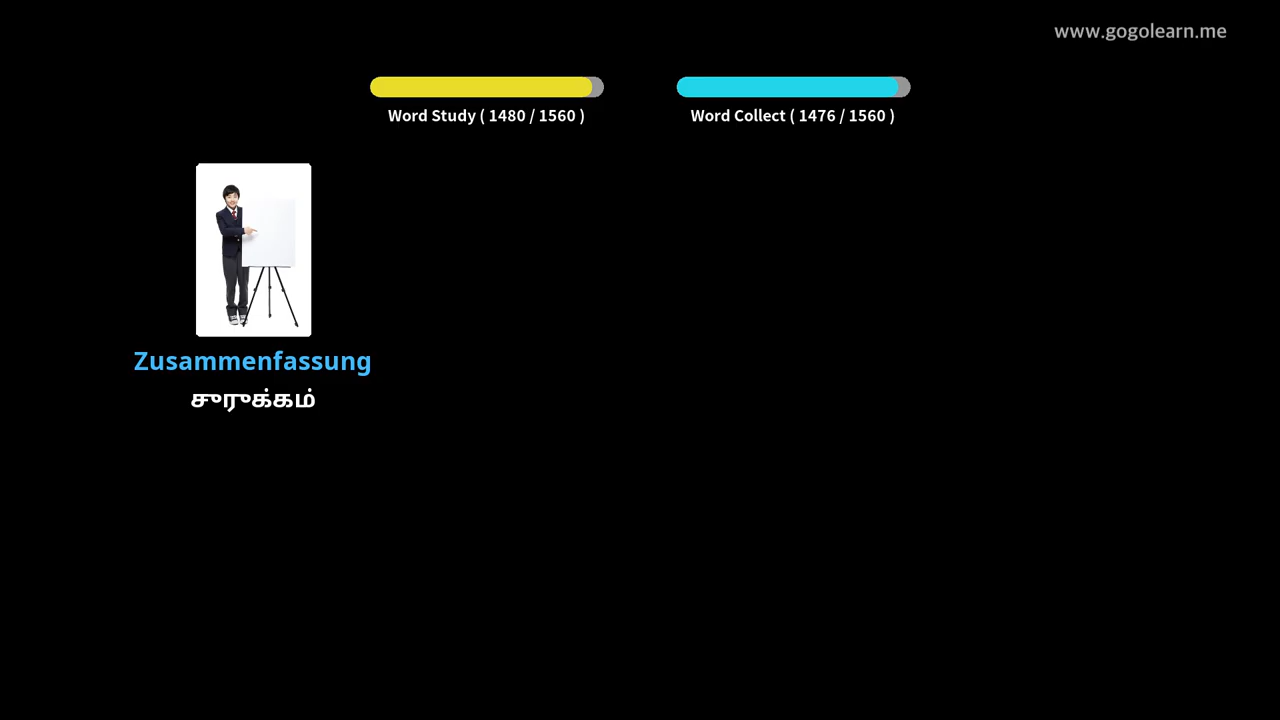 www.gogolearn.me
Word Study ( 1480 / 1560 )
Word Collect ( 1476 / 1560 )
Zusammenfassung
சுருக்கம்